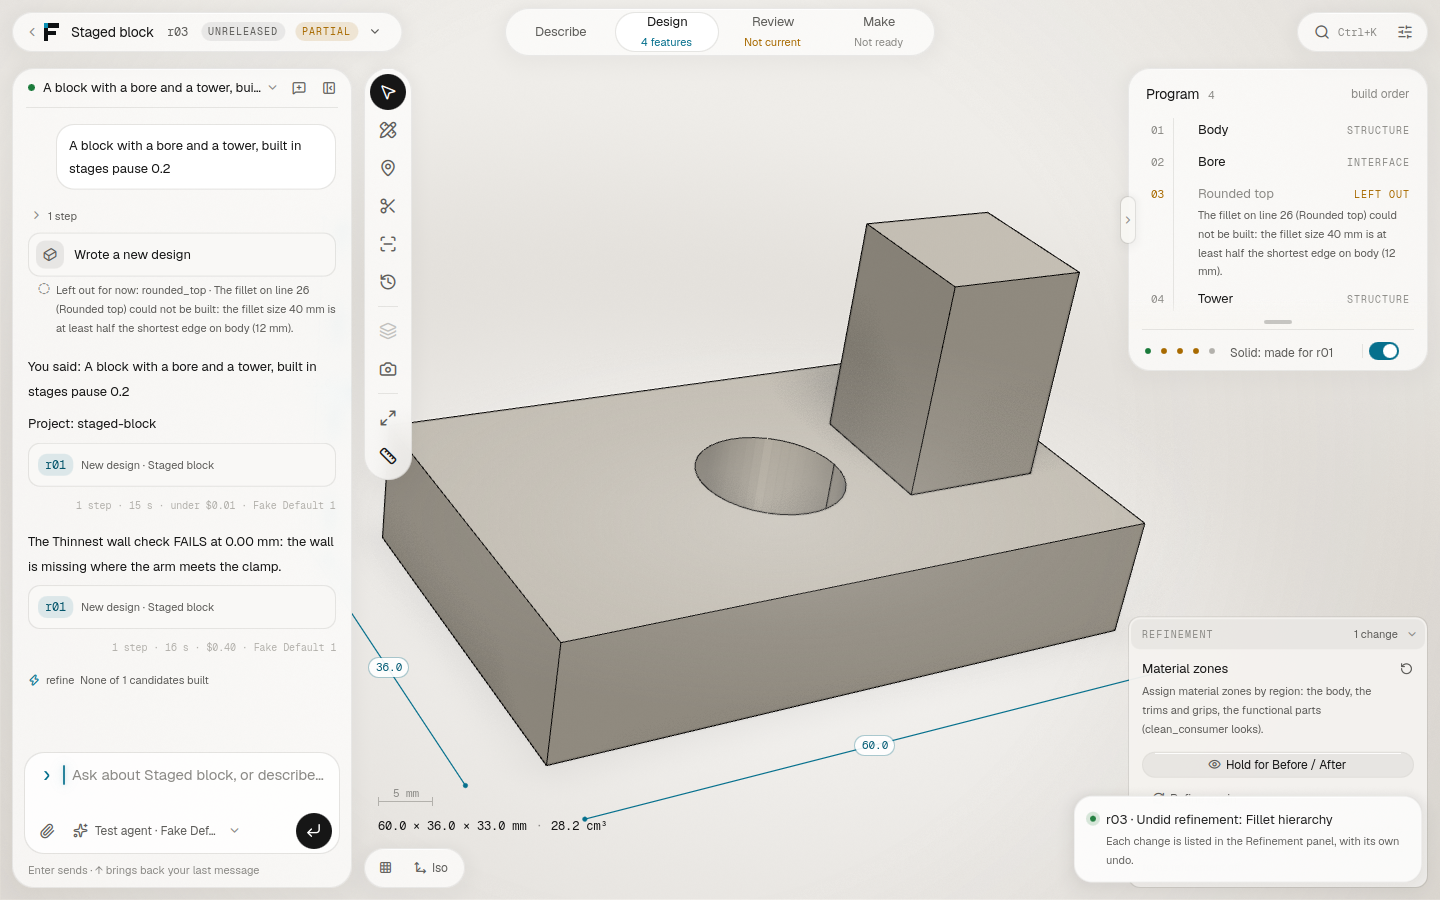 Staged block r03 UNRELEASED PARTIAL
Describe
Design
4 features
Review
Not current
Make
Not ready
Ctrl+K
A block with a bore and a tower, bui…
A block with a bore and a tower, built in
stages pause 0.2
1 step
Wrote a new design
Left out for now: rounded_top · The fillet on line 26
(Rounded top) could not be built: the fillet size 40 mm is
at least half the shortest edge on body (12 mm).
You said: A block with a bore and a tower, built in
stages pause 0.2
Project: staged-block
r01 New design · Staged block
1 step · 15 s · under $0.01 · Fake Default 1
The Thinnest wall check FAILS at 0.00 mm: the wall
is missing where the arm meets the clamp.
r01 New design · Staged block
1 step · 16 s · $0.40 · Fake Default 1
refine None of 1 candidates built
Ask about Staged block, or describe…
Test agent · Fake Def…
Enter sends · ↑ brings back your last message
36.0
60.0
5 mm
60.0 × 36.0 × 33.0 mm · 28.2 cm³
Iso
Program 4 build order
01 Body STRUCTURE
02 Bore INTERFACE
03 Rounded top LEFT OUT
The fillet on line 26 (Rounded top) could
not be built: the fillet size 40 mm is at
least half the shortest edge on body (12
mm).
04 Tower STRUCTURE
Solid: made for r01
REFINEMENT 1 change
Material zones
Assign material zones by region: the body, the
trims and grips, the functional parts
(clean_consumer looks).
Hold for Before / After
r03 · Undid refinement: Fillet hierarchy
Each change is listed in the Refinement panel, with its own
undo.